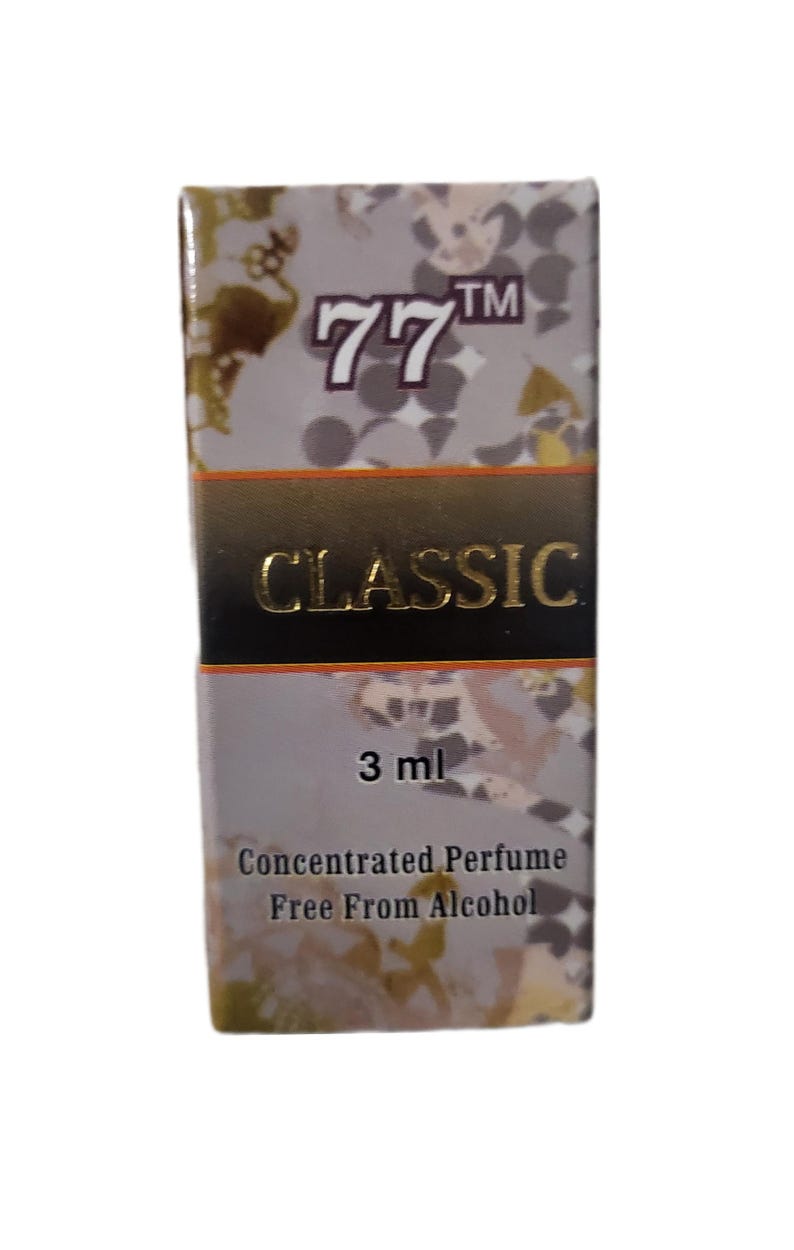 77™
CLASSIC
3 ml
Concentrated Perfume
Free From Alcohol